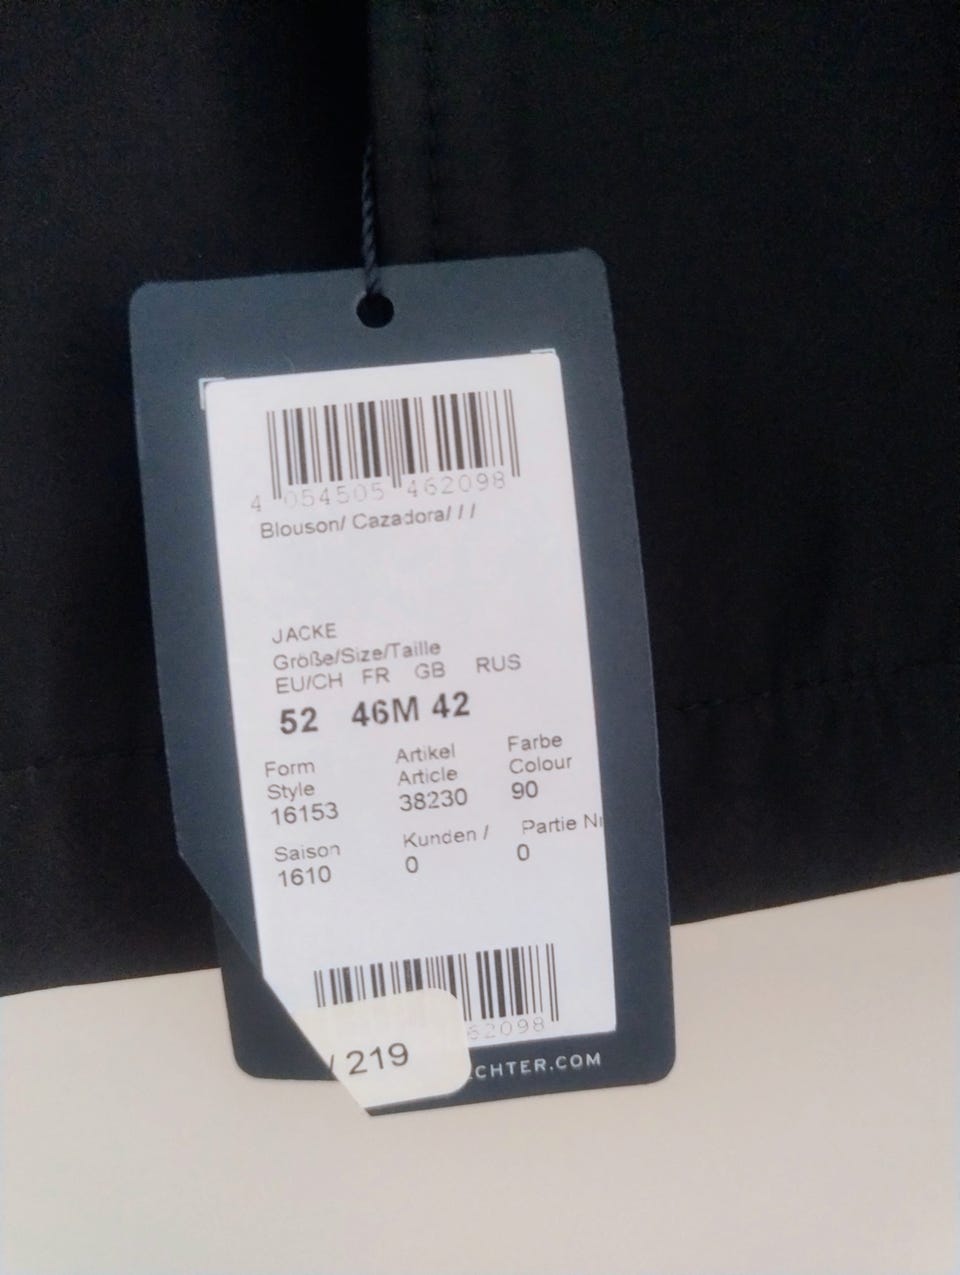 4 054505 462098
Blouson/ Cazadora/ / /
JACKE
Größe/Size/Taille
EU/CH FR GB RUS
52 46M 42
Form Artikel Farbe
Style Article Colour
16153 38230 90
Saison Kunden / Partie Nr
1610 0 0
62098
/ 219
CHTER.COM